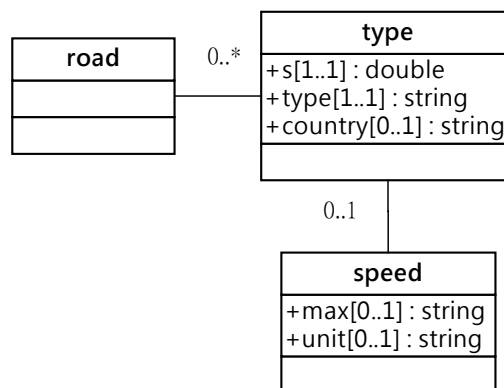 road
0..*
type
+s[1..1] : double
+type[1..1] : string
+country[0..1] : string
0..1
speed
+max[0..1] : string
+unit[0..1] : string